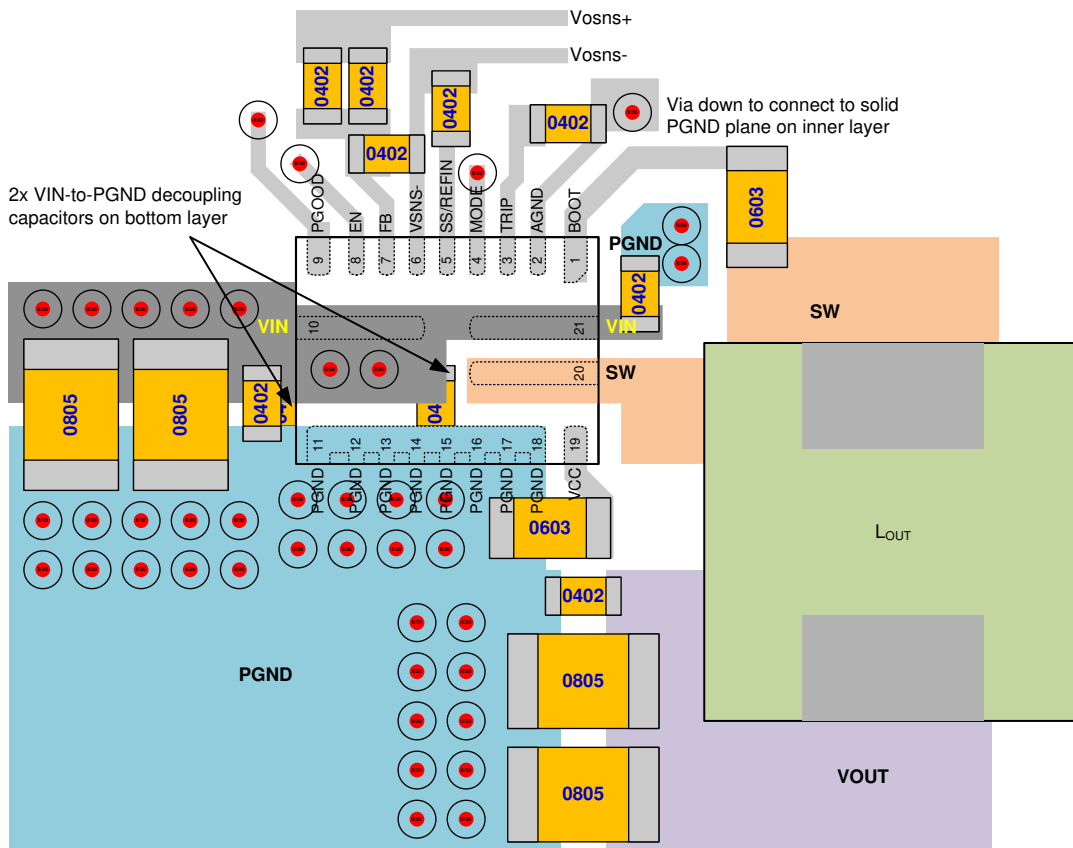 Vosns+
Vosns-
Via down to connect to solid
PGND plane on inner layer
0402
0402
0402
0402
0402
0603
2x VIN-to-PGND decoupling
capacitors on bottom layer
PGOOD
EN
FB
VSNS-
SS/REFIN
MODE
TRIP
AGND
BOOT
9
8
7
6
5
4
3
2
1
PGND
0402
VIN
10
21
VIN
SW
20
SW
0805
0805
0402
04
11
12
13
14
15
16
17
18
19
PGND
PGND
PGND
PGND
PGND
PGND
PGND
PGND
VCC
0603
LOUT
0402
PGND
0805
0805
VOUT